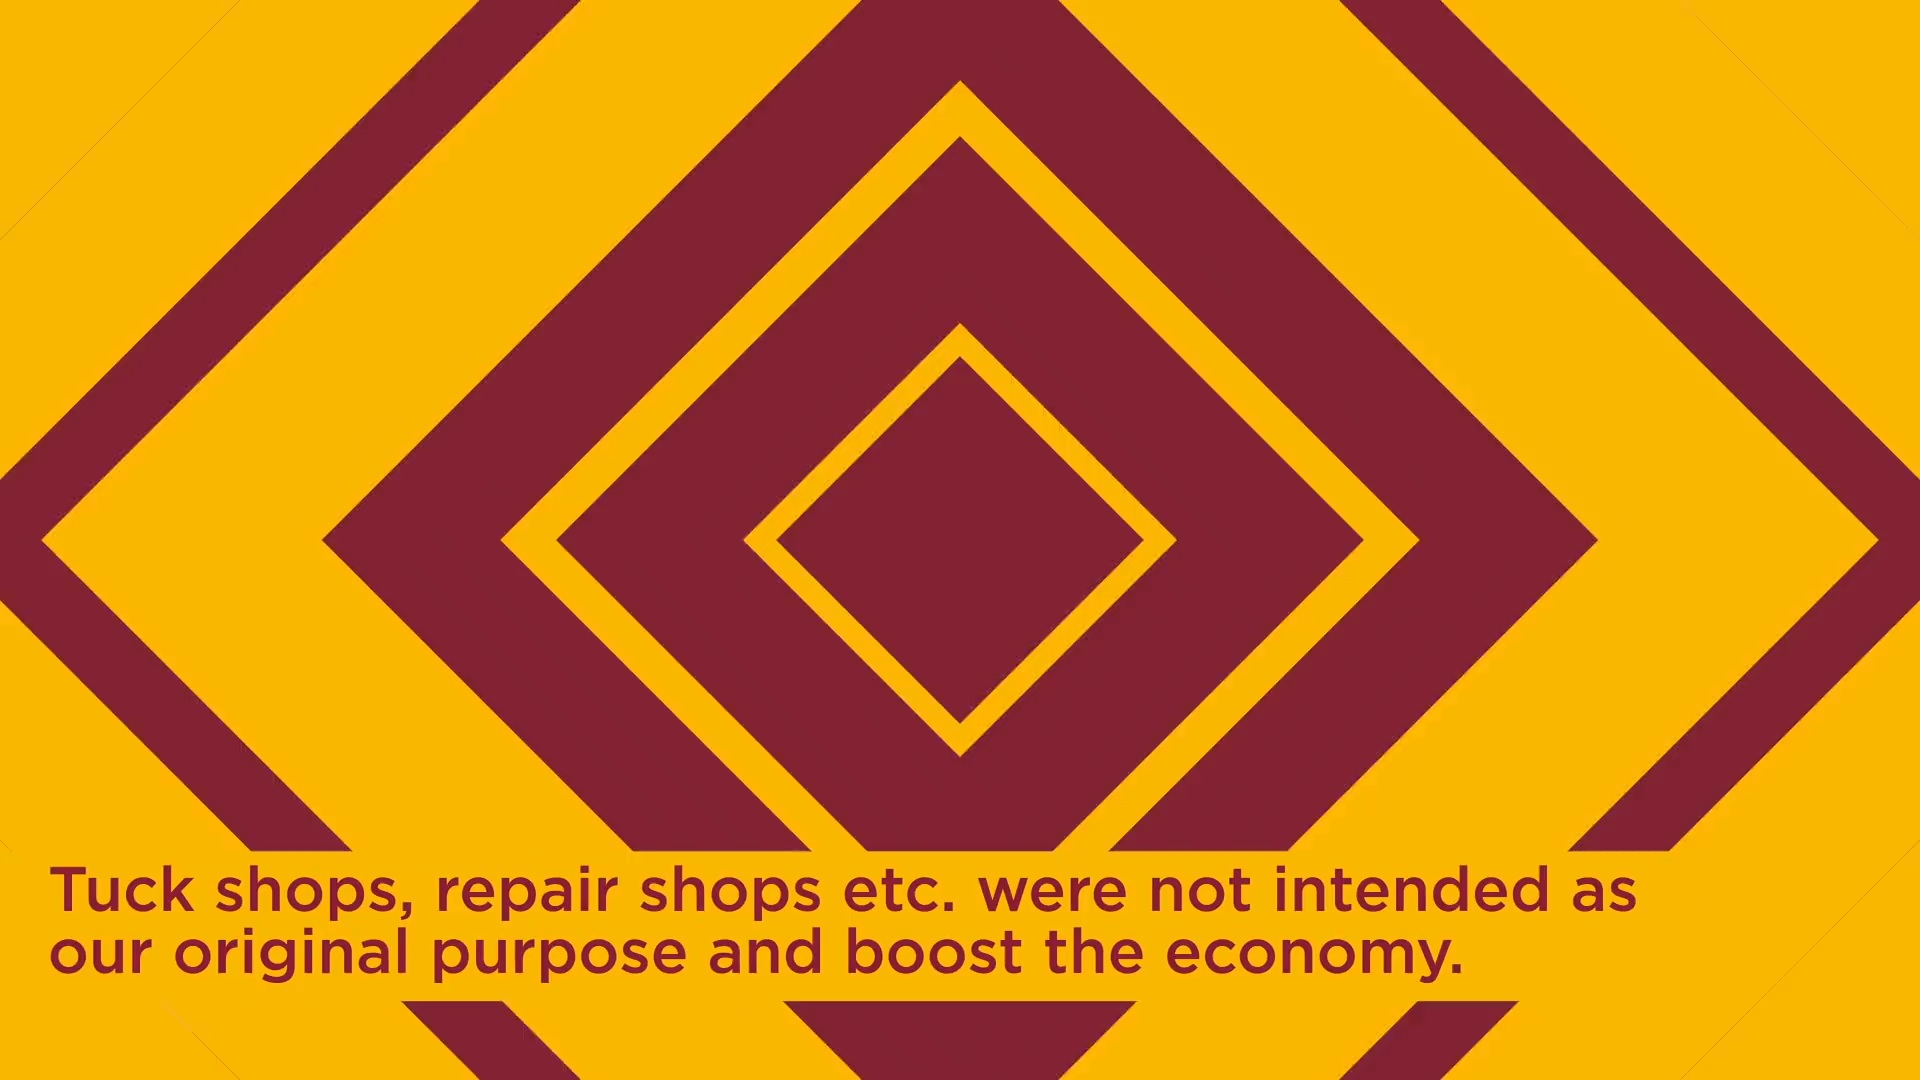 Tuck shops, repair shops etc. were not intended as
our original purpose and boost the economy.